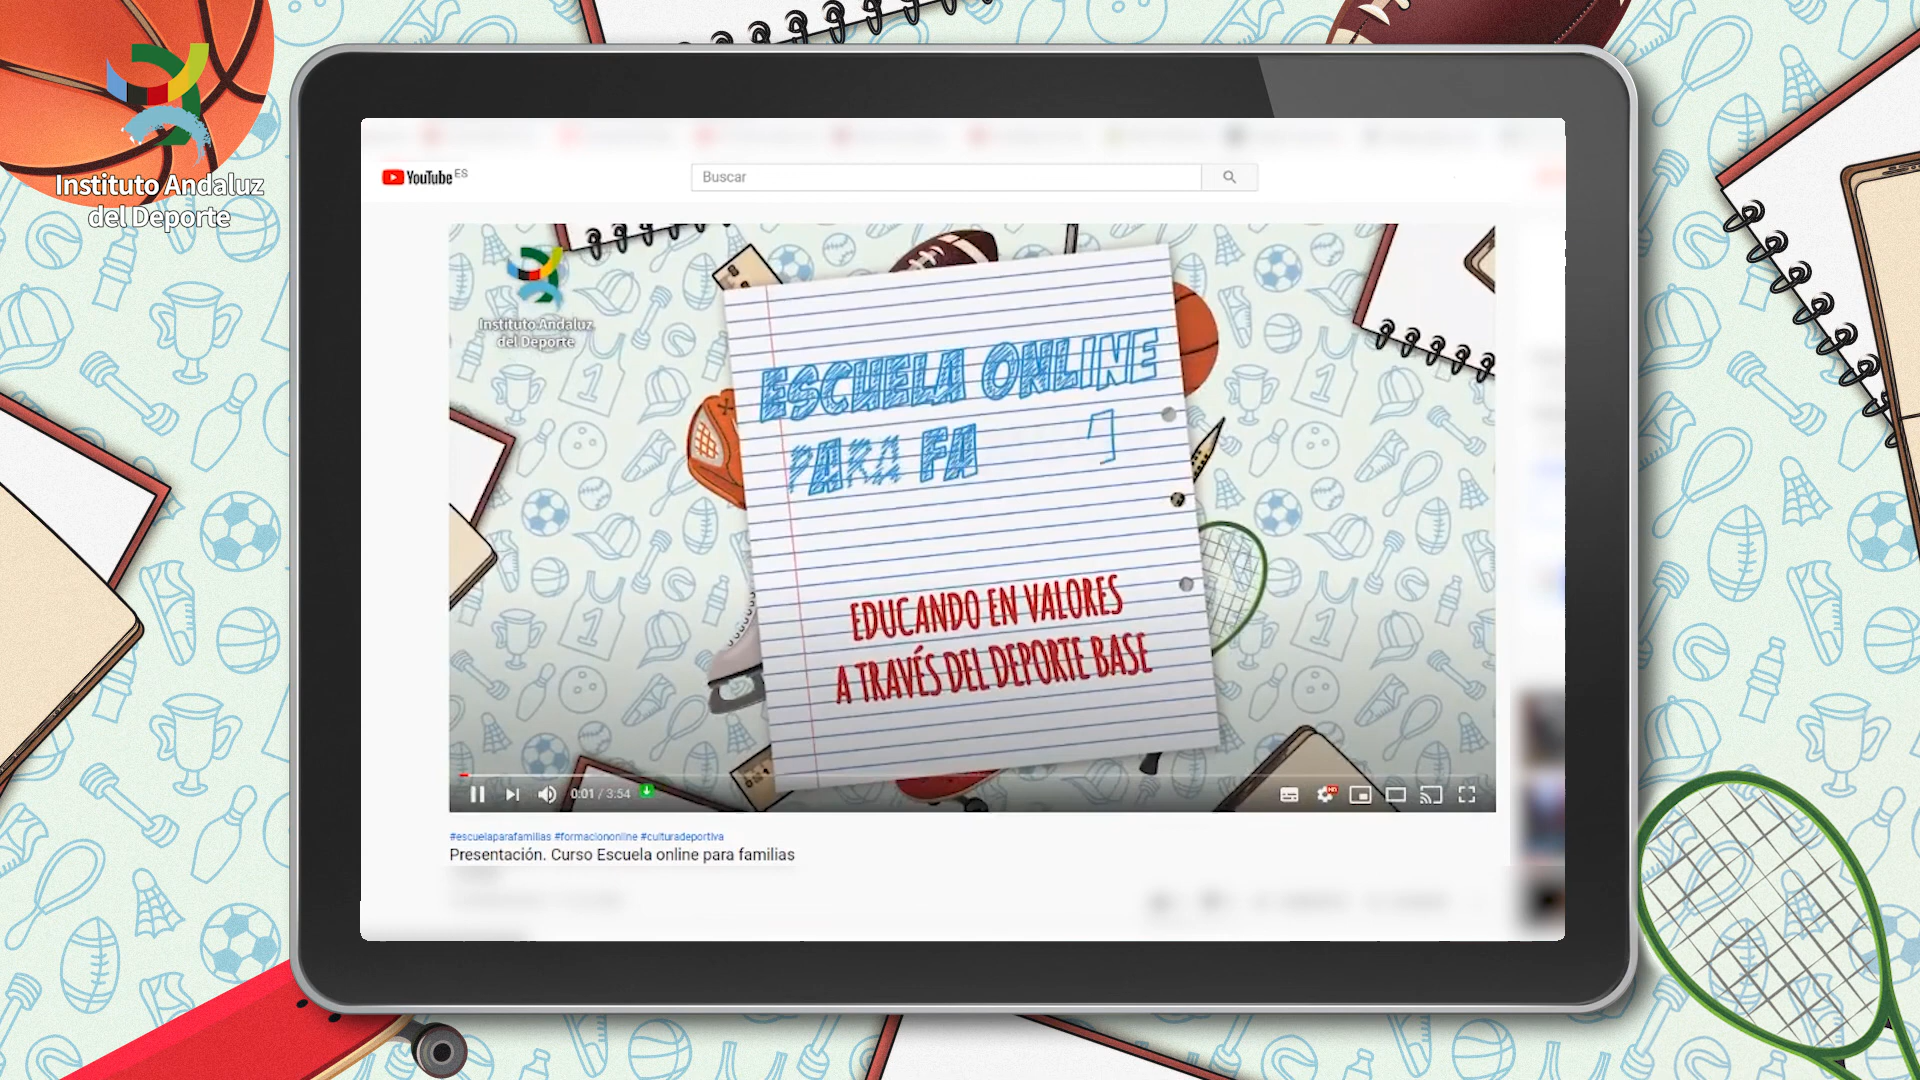 Instituto Andaluz
del Deporte
YouTube ES
Buscar
Instituto Andaluz
del Deporte
ESCUELA ONLINE
PARA FA
EDUCANDO EN VALORES
A TRAVÉS DEL DEPORTE BASE
0:01 / 3:54
HD
#escuelaparafamilias #formaciononline #culturadeportiva
Presentación. Curso Escuela online para familias